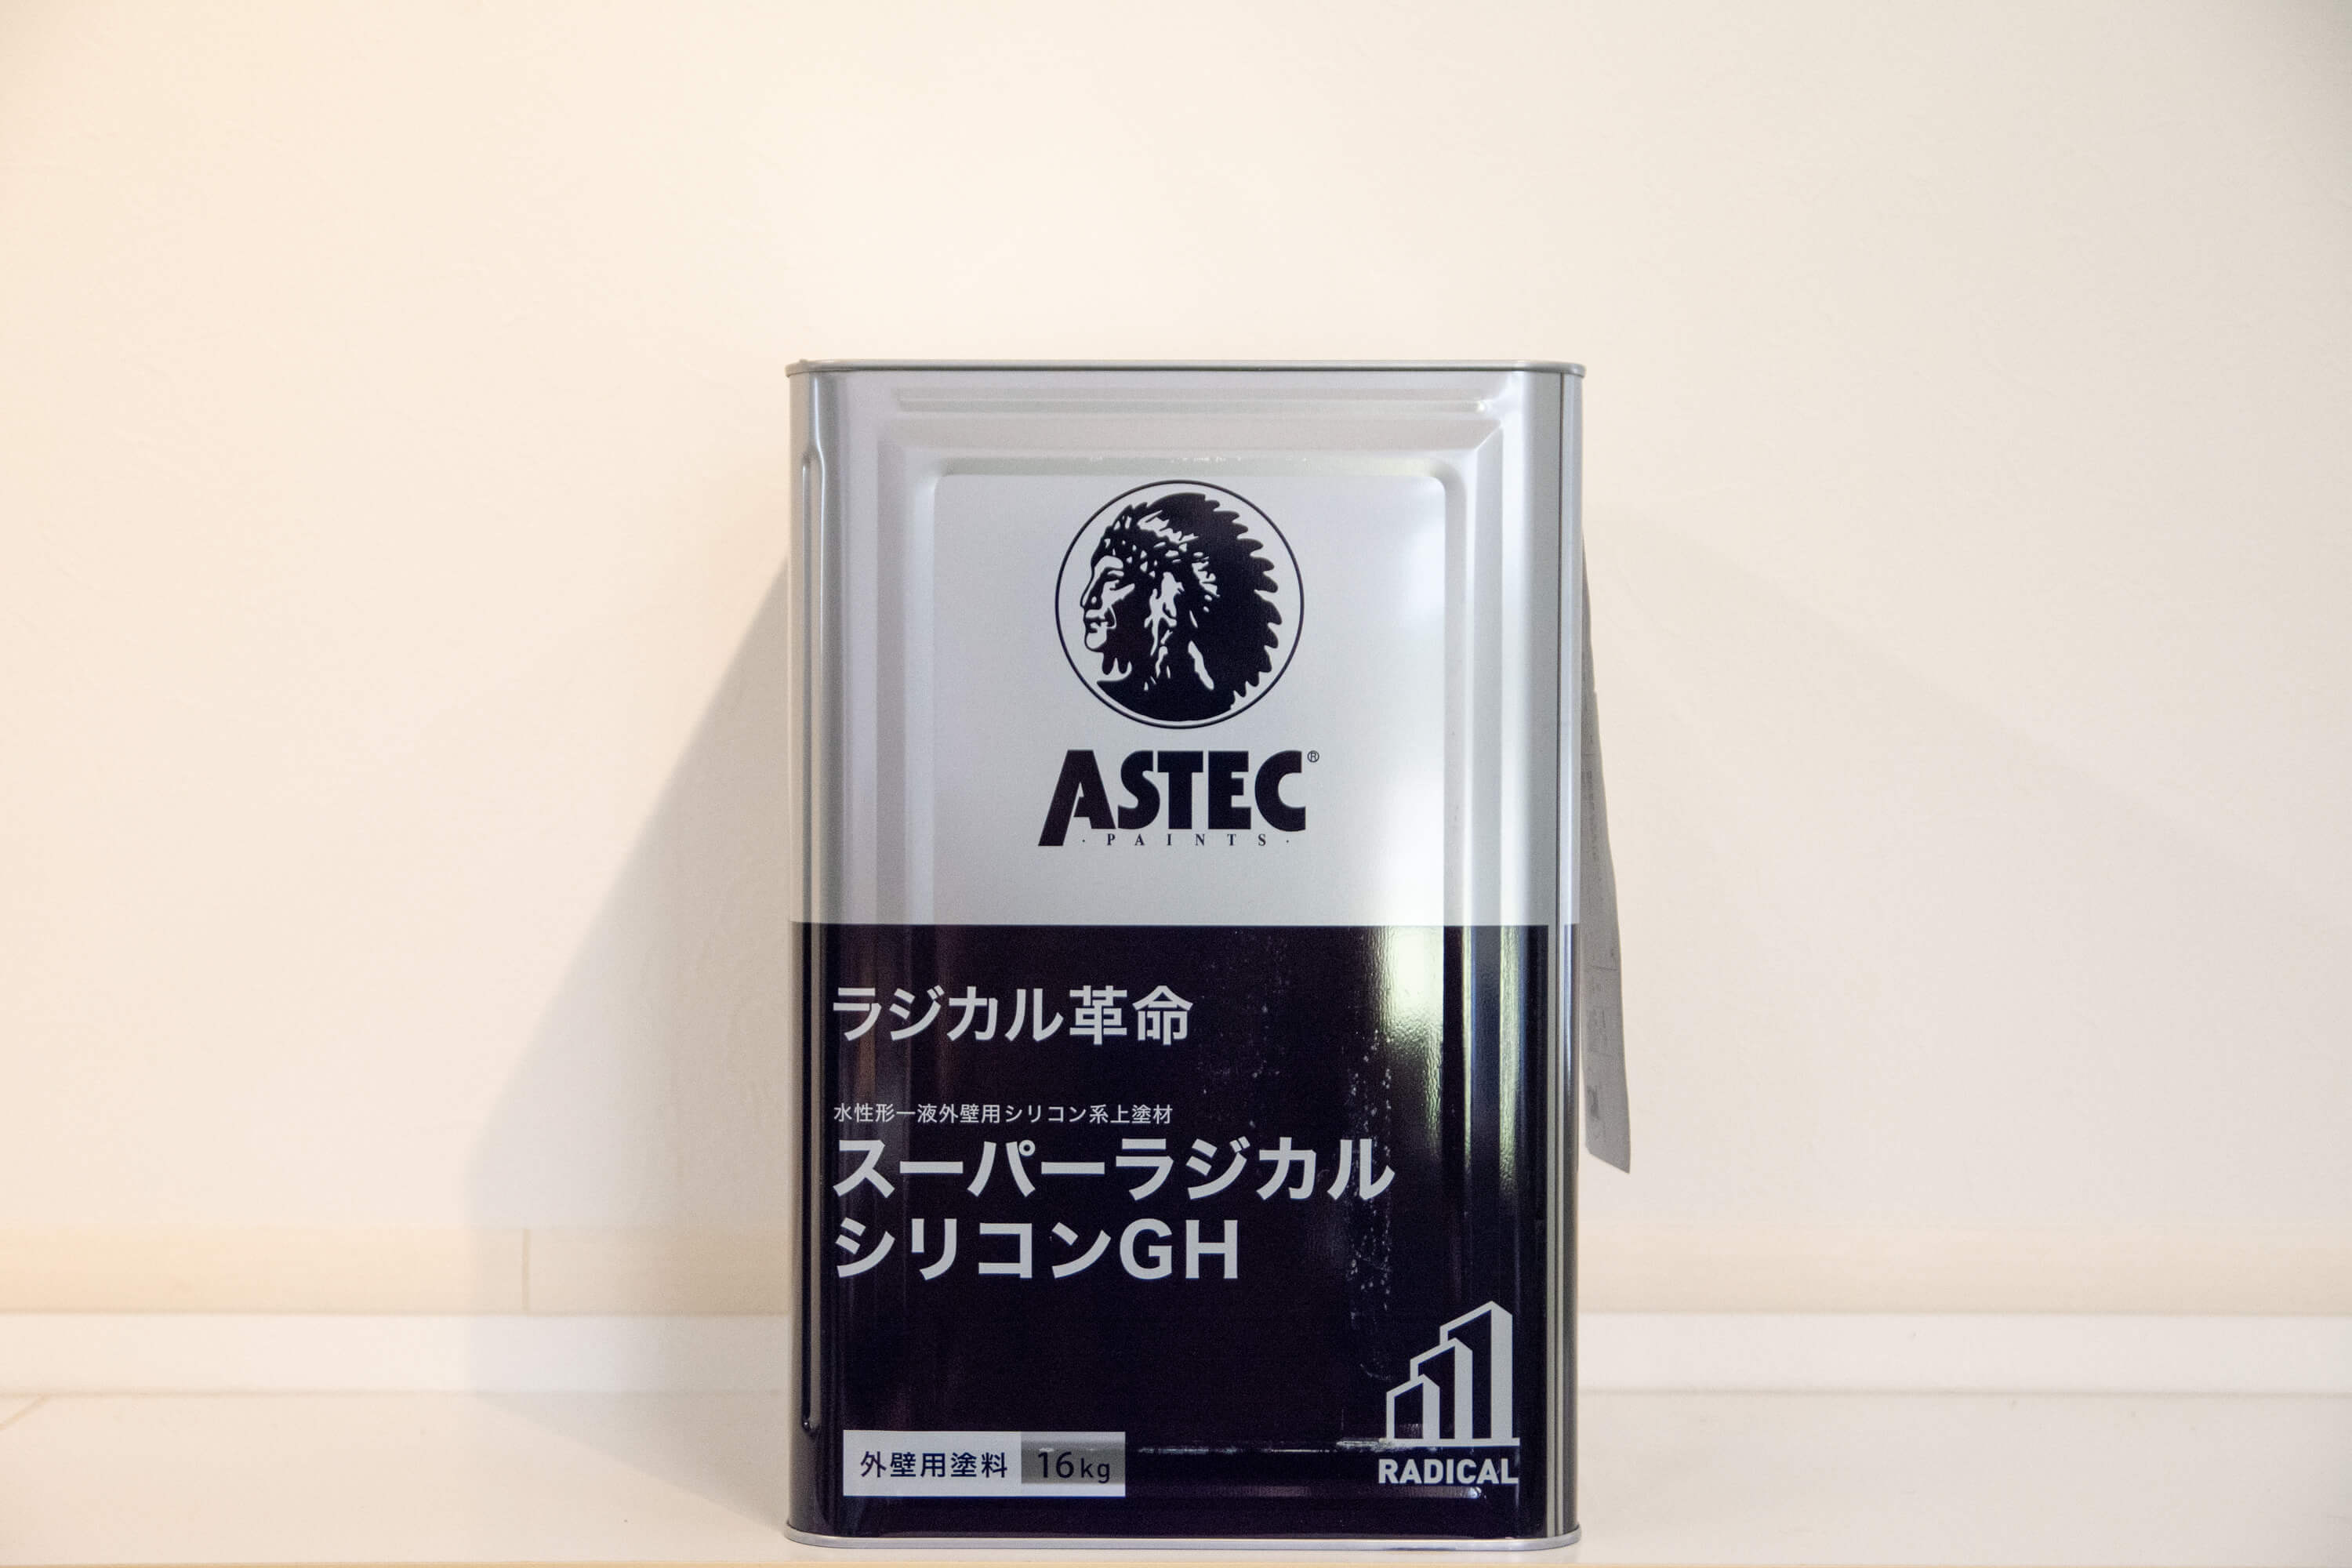 ASTEC®
·PAINTS·
ラジカル革命
水性形一液外壁用シリコン系上塗材
スーパーラジカル
シリコンGH
RADICAL
外壁用塗料 16kg